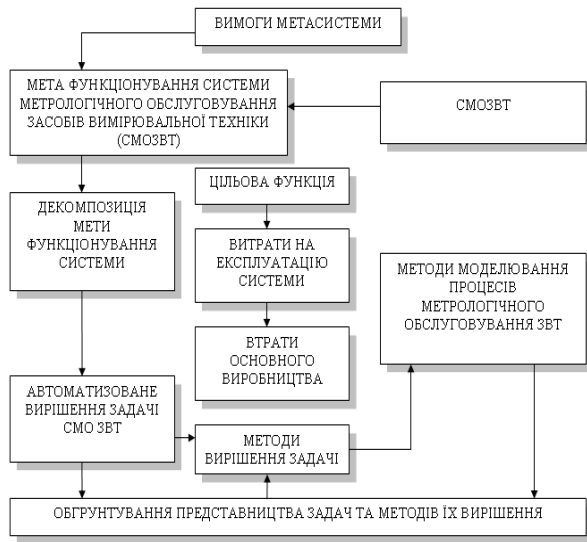 ВИМОГИ МЕТАСИСТЕМИ
МЕТА ФУНКЦІОНУВАННЯ СИСТЕМИ
МЕТРОЛОГІЧНОГО ОБСЛУГОВУВАННЯ
ЗАСОБІВ ВИМІРЮВАЛЬНОЇ ТЕХНІКИ
(СМОЗВТ)
СМОЗВТ
ЦІЛЬОВА ФУНКЦІЯ
ДЕКОМПОЗИЦІЯ
МЕТИ
ФУНКЦІОНУВАННЯ
СИСТЕМИ
ВИТРАТИ НА
ЕКСПЛУАТАЦІЮ
СИСТЕМИ
МЕТОДИ МОДЕЛЮВАННЯ
ПРОЦЕСІВ
МЕТРОЛОГІЧНОГО
ОБСЛУГОВУВАННЯ ЗВТ
ВТРАТИ
ОСНОВНОГО
ВИРОБНИЦТВА
АВТОМАТИЗОВАНЕ
ВИРІШЕННЯ ЗАДАЧІ
СМО ЗВТ
МЕТОДИ
ВИРІШЕННЯ ЗАДАЧІ
ОБГРУНТУВАННЯ ПРЕДСТАВНИЦТВА ЗАДАЧ ТА МЕТОДІВ ЇХ ВИРІШЕННЯ